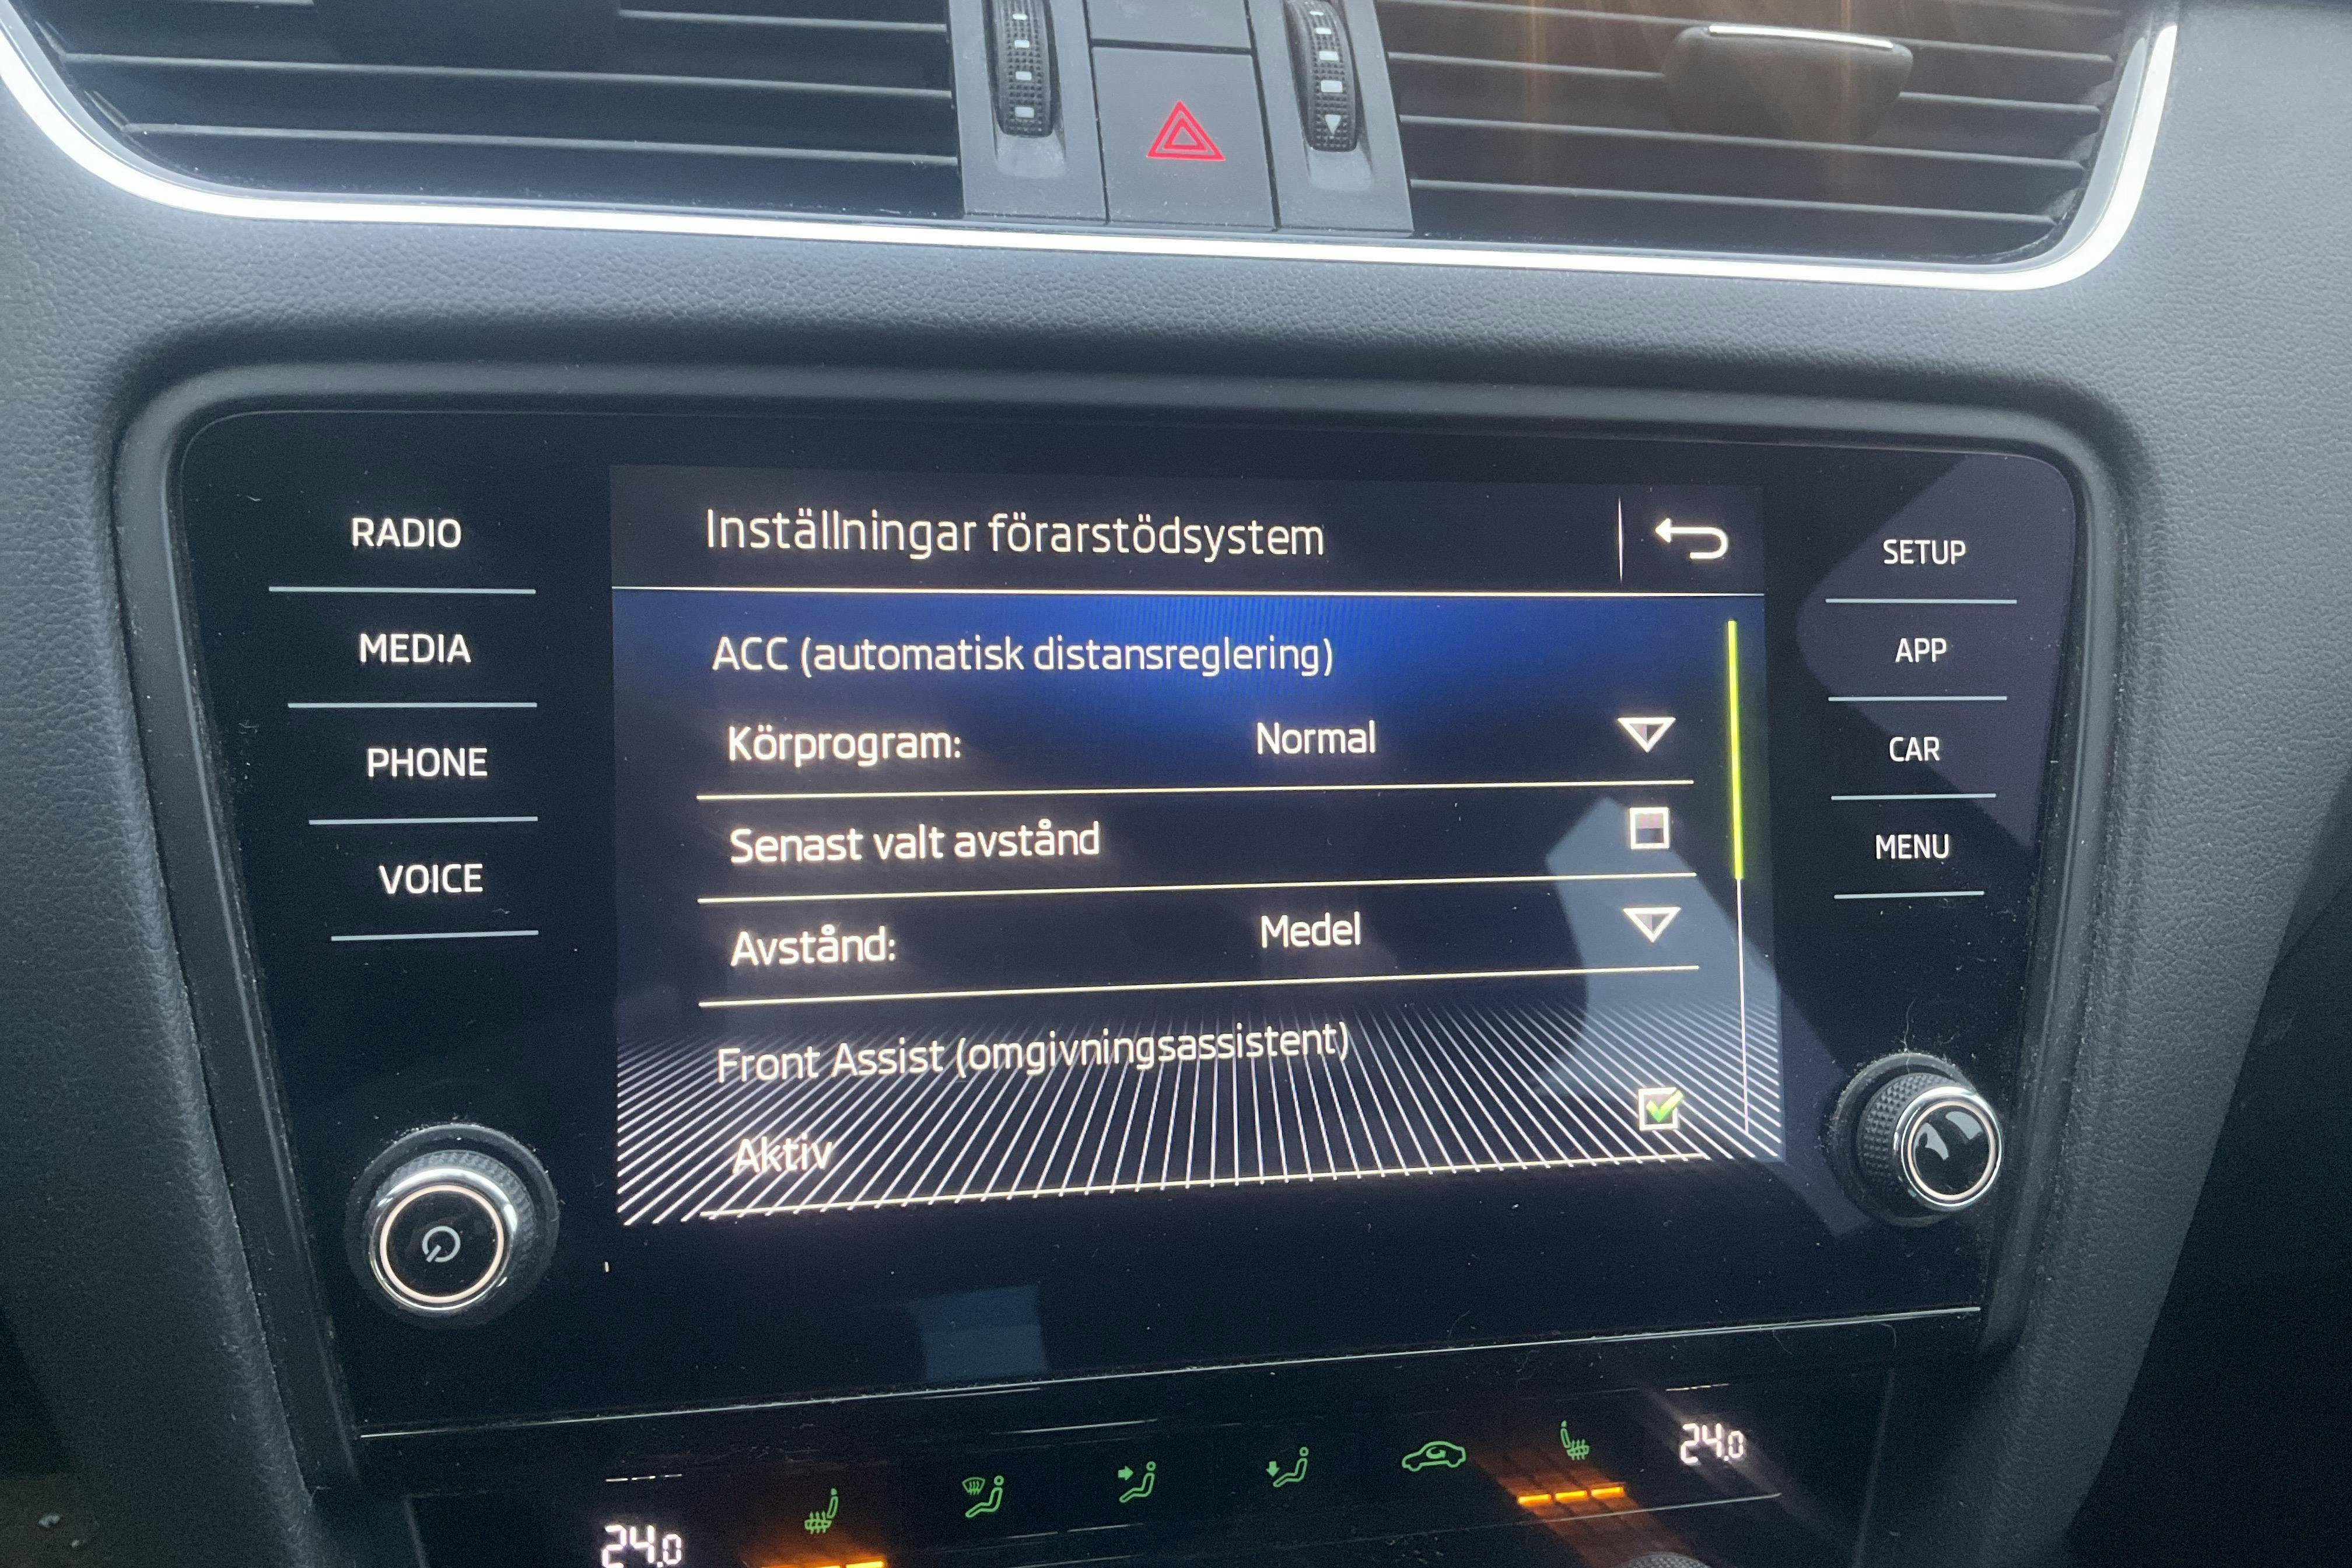 RADIO
MEDIA
PHONE
VOICE
Inställningar förarstödsystem
ACC (automatisk distansreglering)
Körprogram: Normal
Senast valt avstånd
Avstånd: Medel
Front Assist (omgivningsassistent)
Aktiv
SETUP
APP
CAR
MENU
24.0
24.0